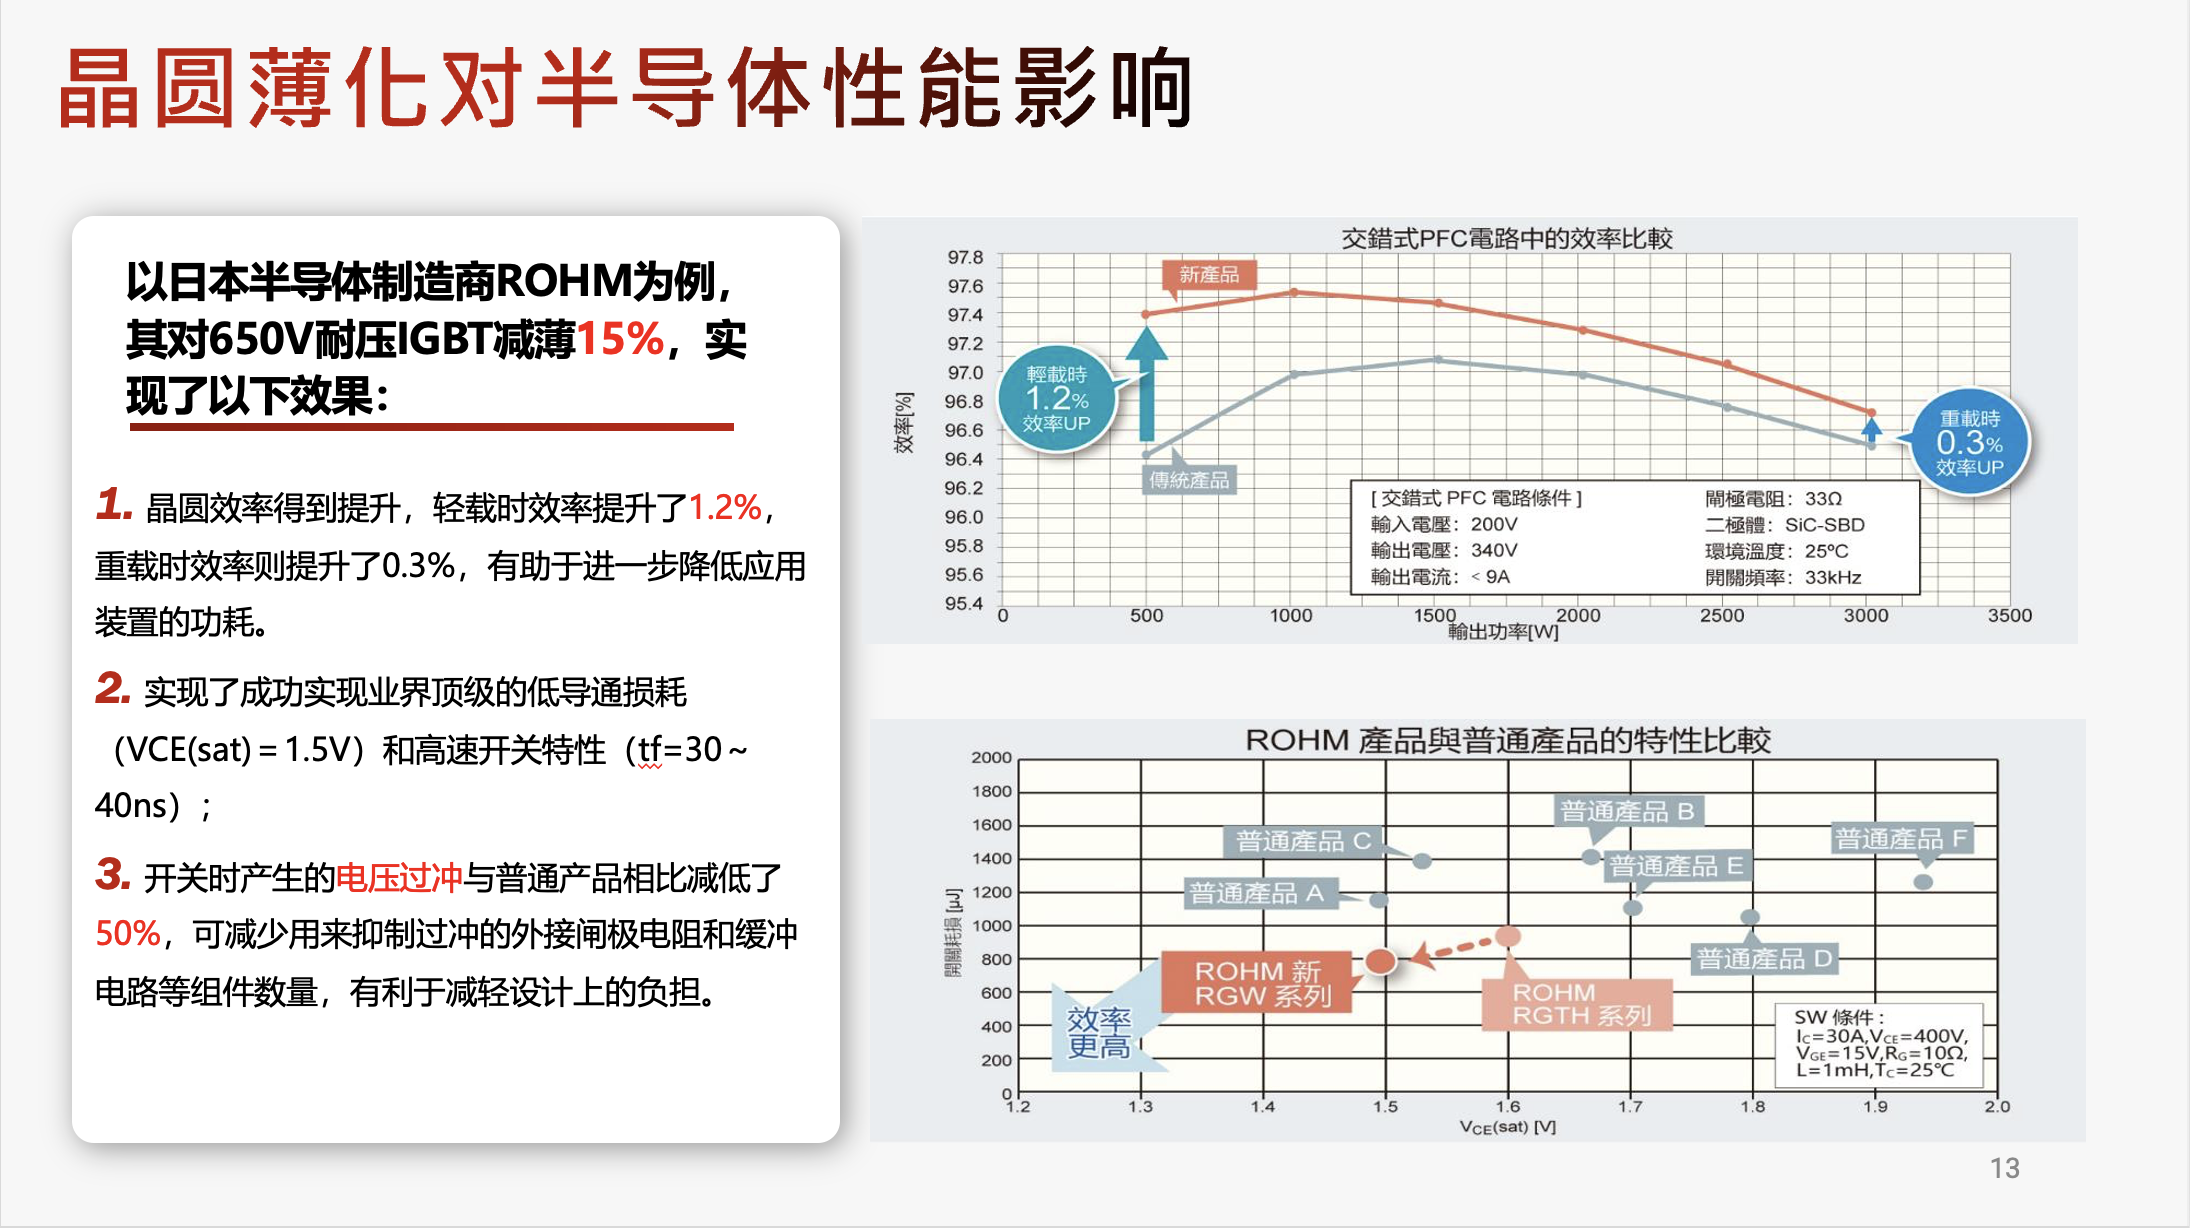 晶圆薄化对半导体性能影响
以日本半导体制造商ROHM为例，
其对650V耐压IGBT减薄15%，实
现了以下效果：
1. 晶圆效率得到提升，轻载时效率提升了1.2%，
重载时效率则提升了0.3%，有助于进一步降低应用
装置的功耗。
2. 实现了成功实现业界顶级的低导通损耗
（VCE(sat)＝1.5V）和高速开关特性（tf=30～
40ns）;
3. 开关时产生的电压过冲与普通产品相比减低了
50%，可减少用来抑制过冲的外接闸极电阻和缓冲
电路等组件数量，有利于减轻设计上的负担。
交錯式PFC電路中的效率比較
效率[%]
97.8
97.6
97.4
97.2
97.0
96.8
96.6
96.4
96.2
96.0
95.8
95.6
95.4
新產品
傳統產品
輕載時
1.2%
效率UP
重載時
0.3%
效率UP
[ 交錯式 PFC 電路條件 ]
輸入電壓：200V
輸出電壓：340V
輸出電流：< 9A
閘極電阻：33Ω
二極體：SiC-SBD
環境溫度：25℃
開關頻率：33kHz
0 500 1000 1500 2000 2500 3000 3500
輸出功率[W]
ROHM 產品與普通產品的特性比較
開關耗損 [μJ]
2000
1800
1600
1400
1200
1000
800
600
400
200
0
普通產品 B
普通產品 C
普通產品 F
普通產品 E
普通產品 A
普通產品 D
ROHM 新
RGW 系列
ROHM
RGTH 系列
效率
更高
SW 條件：
IC=30A,VCE=400V,
VGE=15V,RG=10Ω,
L=1mH,TC=25℃
1.2 1.3 1.4 1.5 1.6 1.7 1.8 1.9 2.0
VCE(sat) [V]
13